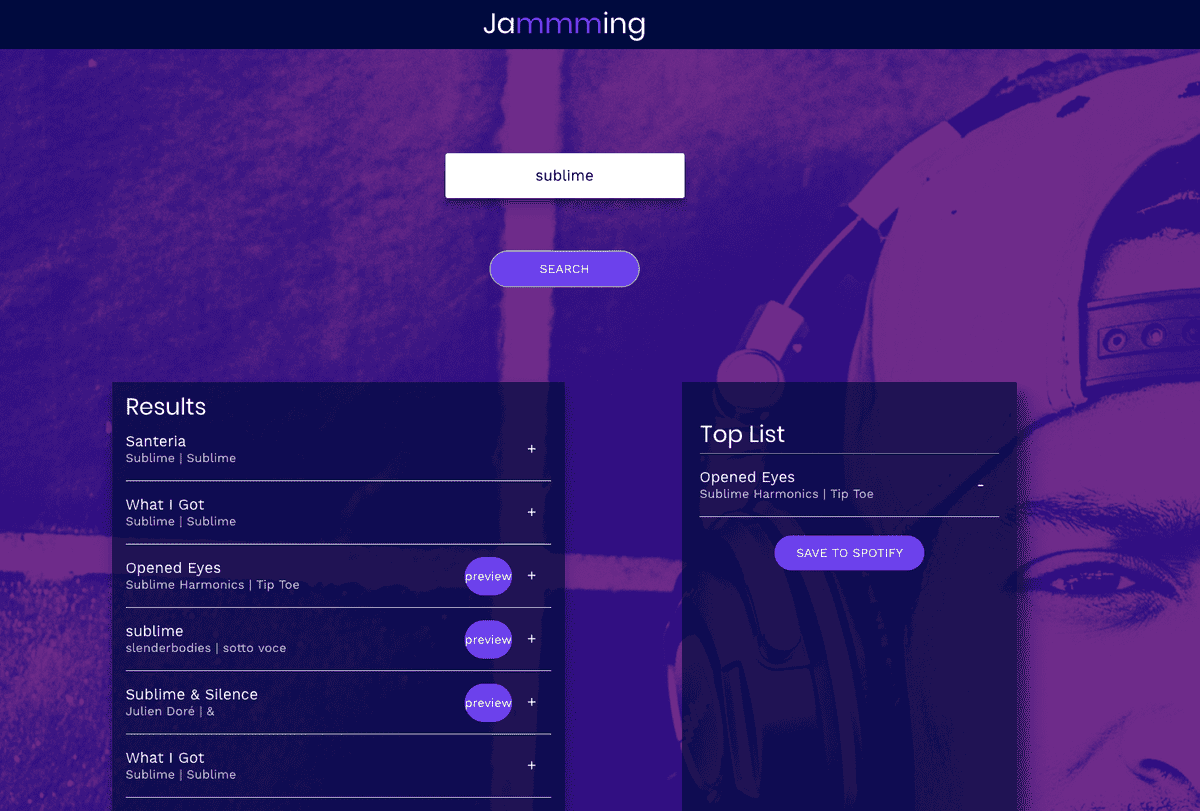 Jammming
sublime
SEARCH
Results
Santeria
Sublime | Sublime
+
What I Got
Sublime | Sublime
+
Opened Eyes
Sublime Harmonics | Tip Toe
preview
+
sublime
slenderbodies | sotto voce
preview
+
Sublime & Silence
Julien Doré | &
preview
+
What I Got
Sublime | Sublime
+
Top List
Opened Eyes
Sublime Harmonics | Tip Toe
-
SAVE TO SPOTIFY